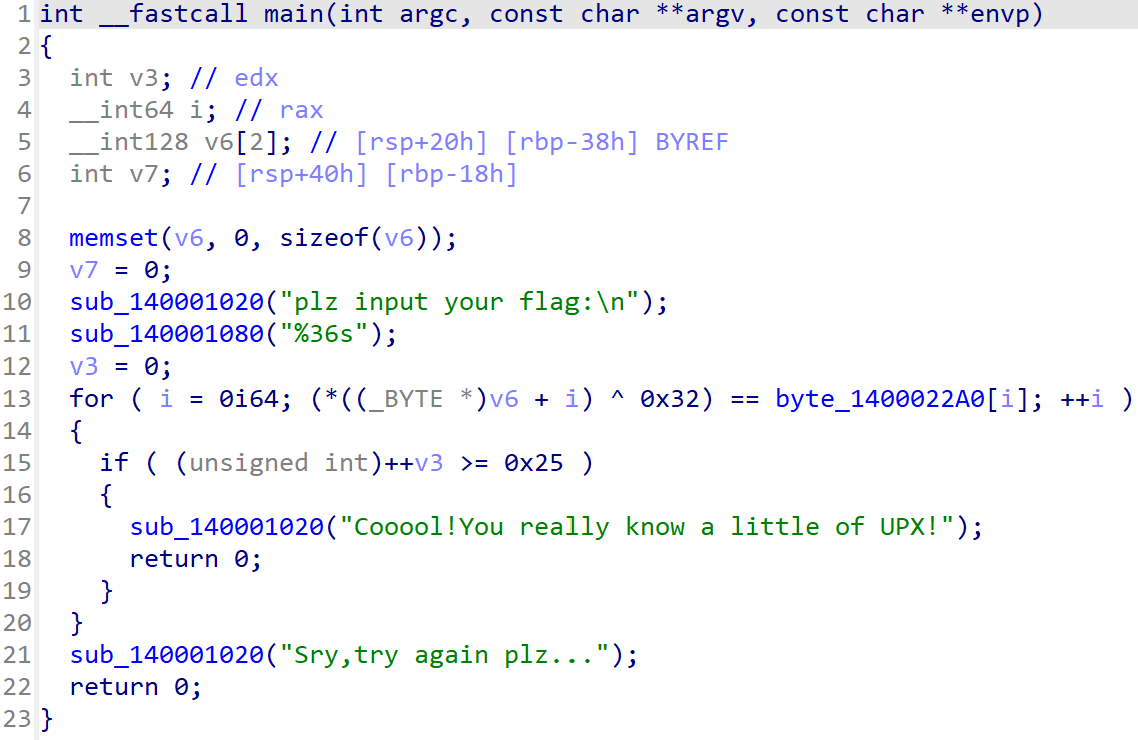 1 int __fastcall main(int argc, const char **argv, const char **envp)
2 {
3   int v3; // edx
4   __int64 i; // rax
5   __int128 v6[2]; // [rsp+20h] [rbp-38h] BYREF
6   int v7; // [rsp+40h] [rbp-18h]
7
8   memset(v6, 0, sizeof(v6));
9   v7 = 0;
10   sub_140001020("plz input your flag:\n");
11   sub_140001080("%36s");
12   v3 = 0;
13   for ( i = 0i64; (*((_BYTE *)v6 + i) ^ 0x32) == byte_1400022A0[i]; ++i )
14   {
15     if ( (unsigned int)++v3 >= 0x25 )
16     {
17       sub_140001020("Cooool!You really know a little of UPX!");
18       return 0;
19     }
20   }
21   sub_140001020("Sry,try again plz...");
22   return 0;
23 }